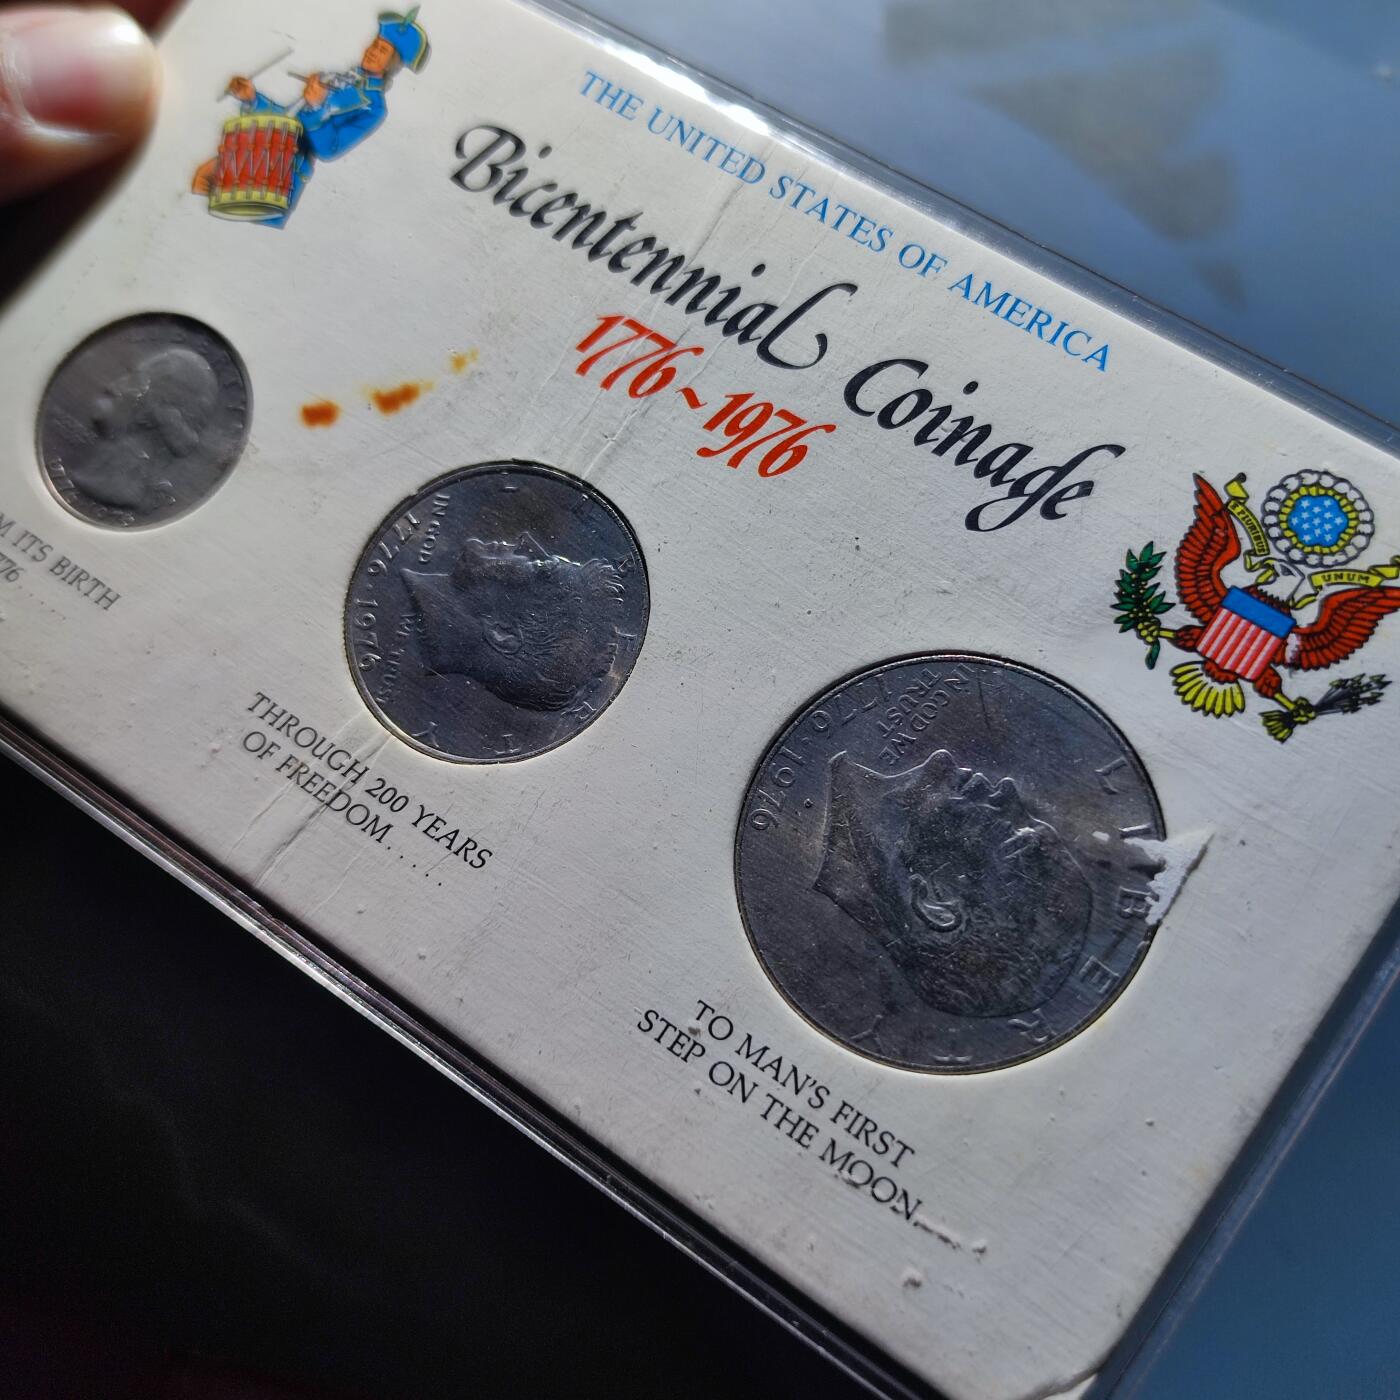 THE UNITED STATES OF AMERICA
Bicentennial Coinage
1776~1976
E PLURIBUS
UNUM
ITS BIRTH
IN GOD
WE TRUST
1776·1976
LIBERTY
THROUGH 200 YEARS
OF FREEDOM.....
IN GOD WE
TRUST
1776·1976
LIBERTY
TO MAN'S FIRST
STEP ON THE MOON....